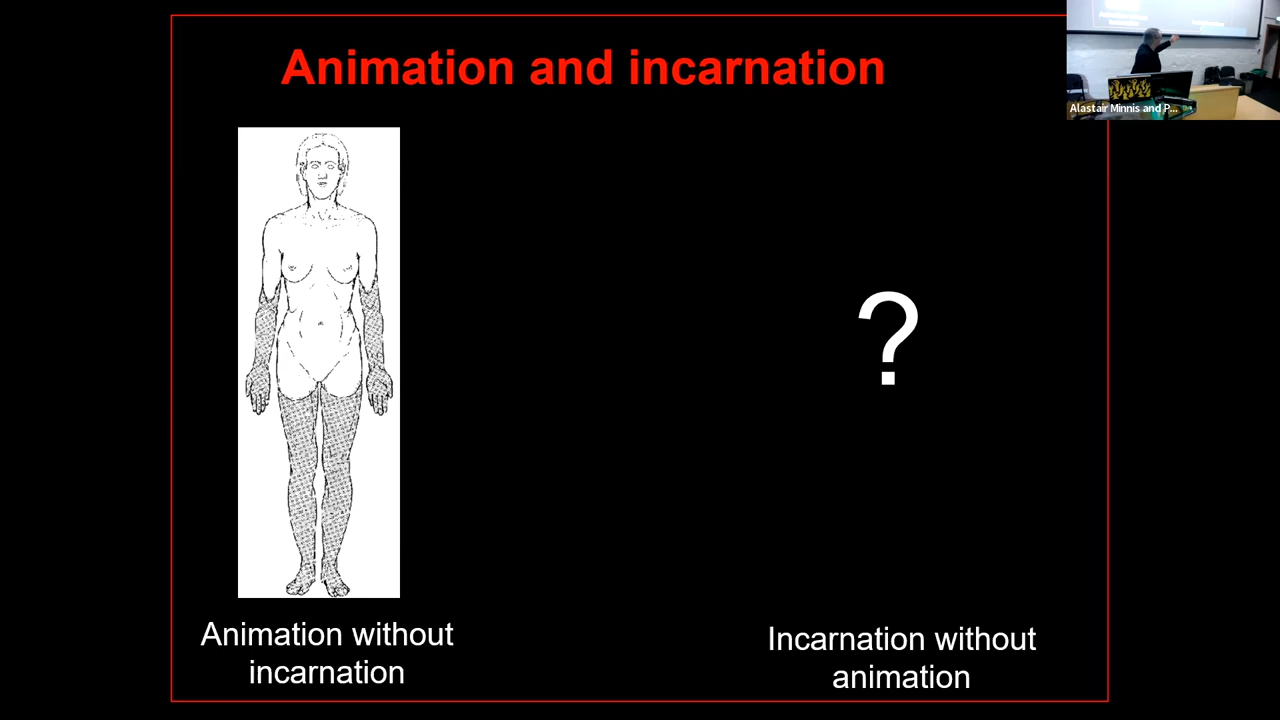 Animation and incarnation
Alastair Minnis and P...
?
Animation without
incarnation
Incarnation without
animation